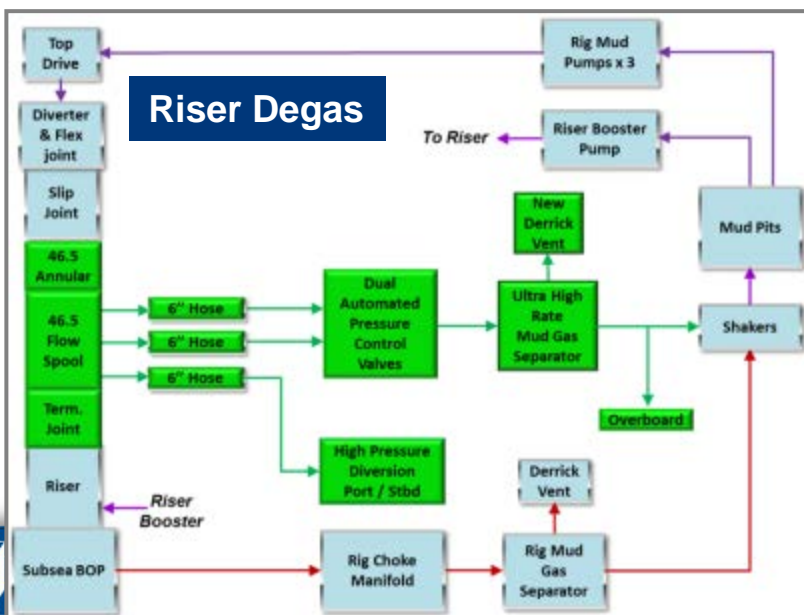 Top
Drive
Rig Mud
Pumps x 3
Riser Degas
Diverter
& Flex
joint
To Riser
Riser Booster
Pump
Slip
Joint
New
Derrick
Vent
Mud Pits
46.5
Annular
46.5
Flow
Spool
6" Hose
6" Hose
6" Hose
Dual
Automated
Pressure
Control
Valves
Ultra High
Rate
Mud Gas
Separator
Shakers
Overboard
Term.
Joint
High Pressure
Diversion
Port / Stbd
Riser
Riser
Booster
Derrick
Vent
Subsea BOP
Rig Choke
Manifold
Rig Mud
Gas
Separator